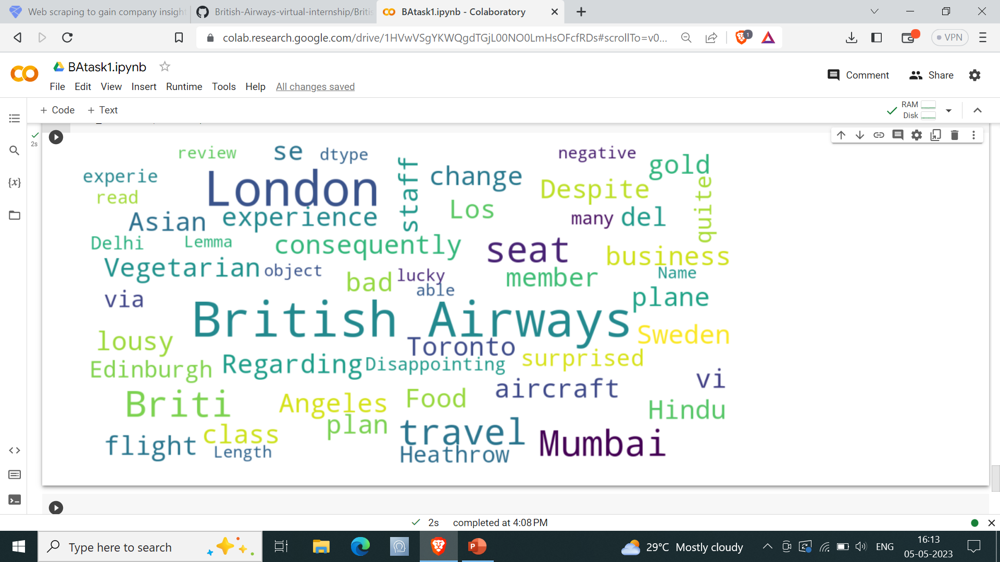 Web scraping to gain company insight
British-Airways-virtual-internship/Britis
BAtask1.ipynb - Colaboratory
colab.research.google.com/drive/1HVwVSgYKWQgdTGjL00NO0LmHsOFcfRDs#scrollTo=v0...
1
VPN
BAtask1.ipynb
Comment
Share
File Edit View Insert Runtime Tools Help All changes saved
+ Code + Text
RAM
Disk
2s
review se dtype negative
gold
experie London staff change Despite quite
read Los
Asian experience many del
Delhi Lemma consequently seat business
Vegetarian object bad lucky member Name
via able plane
British Airways
lousy Toronto Sweden
Edinburgh Regarding Disappointing surprised
vi
Briti Angeles Food aircraft Hindu
plan
flight class travel Mumbai
Length Heathrow
2s completed at 4:08 PM
Type here to search
29°C Mostly cloudy
ENG
16:13
05-05-2023